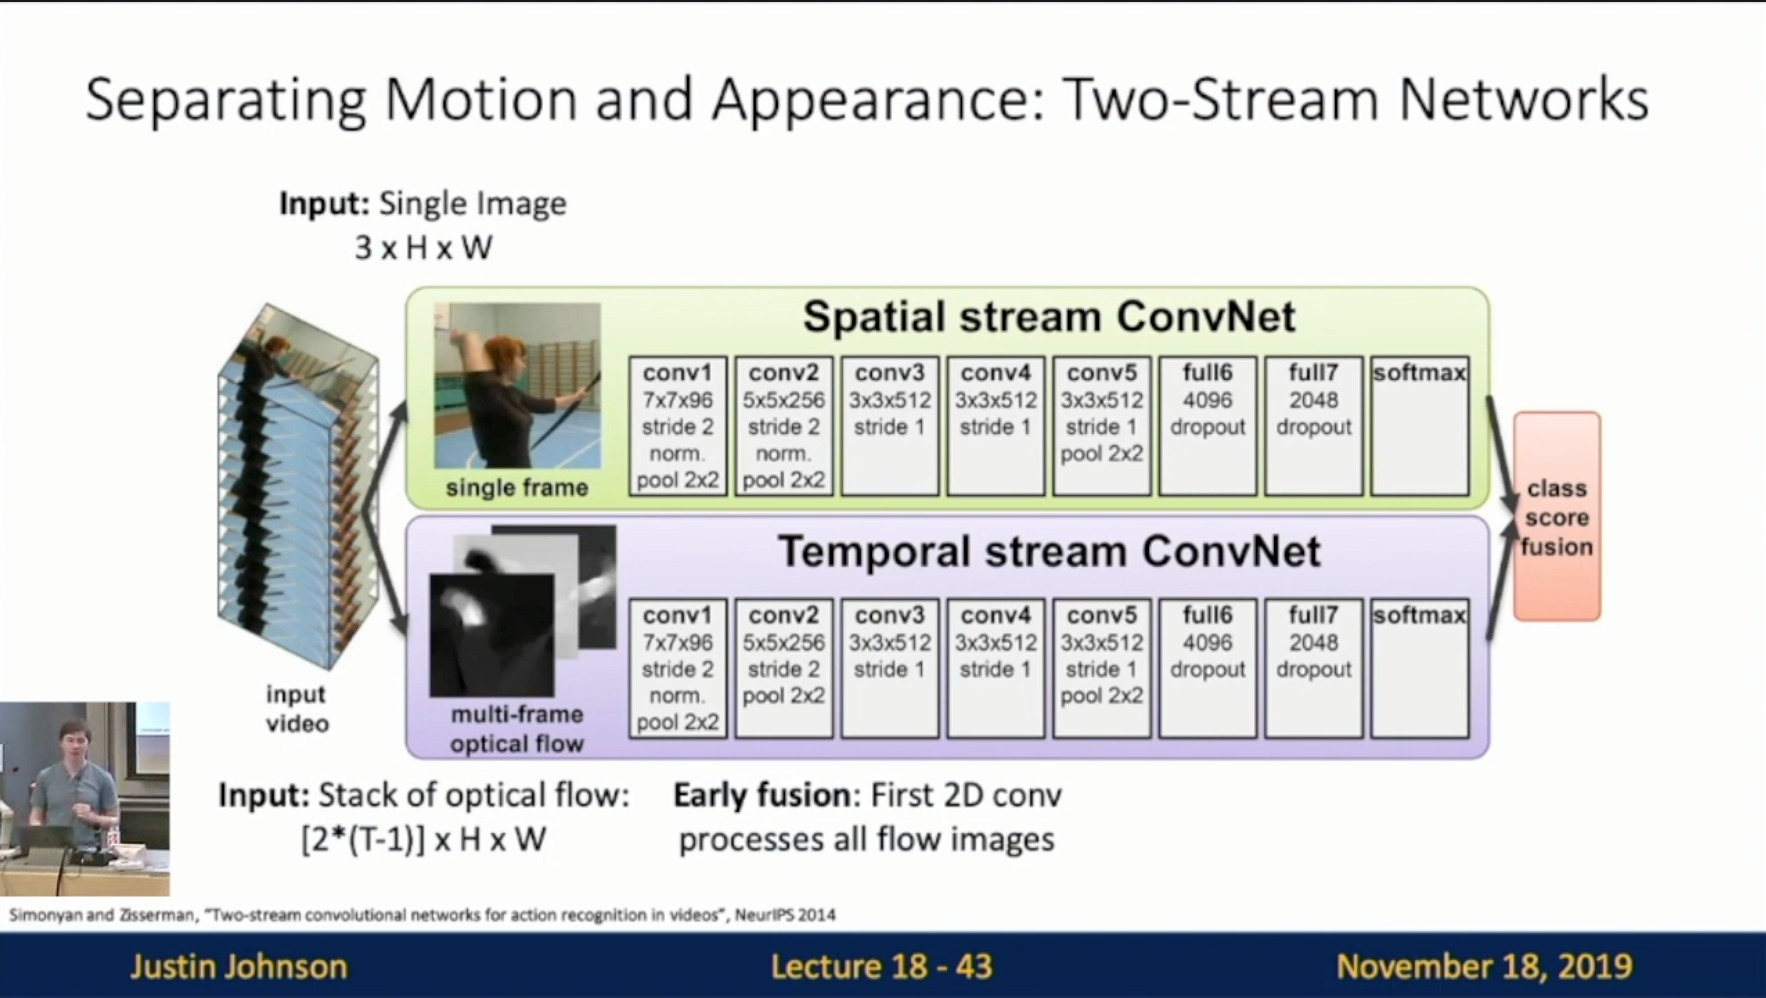 Separating Motion and Appearance: Two-Stream Networks
Input: Single Image
3 x H x W
Spatial stream ConvNet
single frame
conv1
7x7x96
stride 2
norm.
pool 2x2
conv2
5x5x256
stride 2
norm.
pool 2x2
conv3
3x3x512
stride 1
conv4
3x3x512
stride 1
conv5
3x3x512
stride 1
pool 2x2
full6
4096
dropout
full7
2048
dropout
softmax
Temporal stream ConvNet
multi-frame
optical flow
conv1
7x7x96
stride 2
norm.
pool 2x2
conv2
5x5x256
stride 2
pool 2x2
conv3
3x3x512
stride 1
conv4
3x3x512
stride 1
conv5
3x3x512
stride 1
pool 2x2
full6
4096
dropout
full7
2048
dropout
softmax
class
score
fusion
input
video
Input: Stack of optical flow:
[2*(T-1)] x H x W
Early fusion: First 2D conv
processes all flow images
Simonyan and Zisserman, "Two-stream convolutional networks for action recognition in videos", NeurIPS 2014
Justin Johnson
Lecture 18 - 43
November 18, 2019